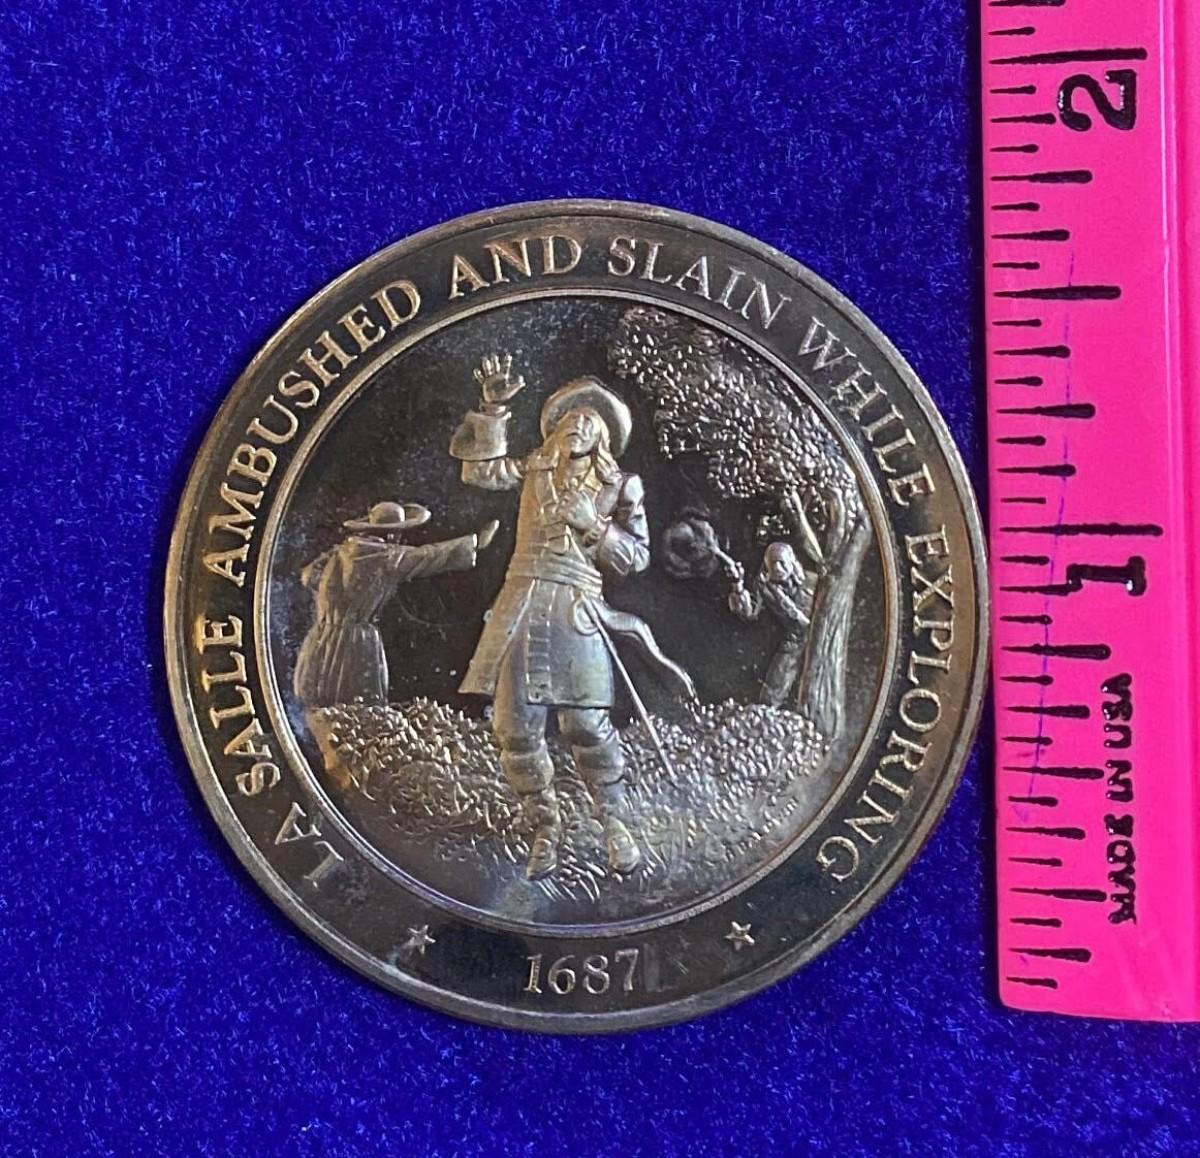 LA SALLE AMBUSHED AND SLAIN WHILE EXPLORING
1687
2
1
MADE IN USA